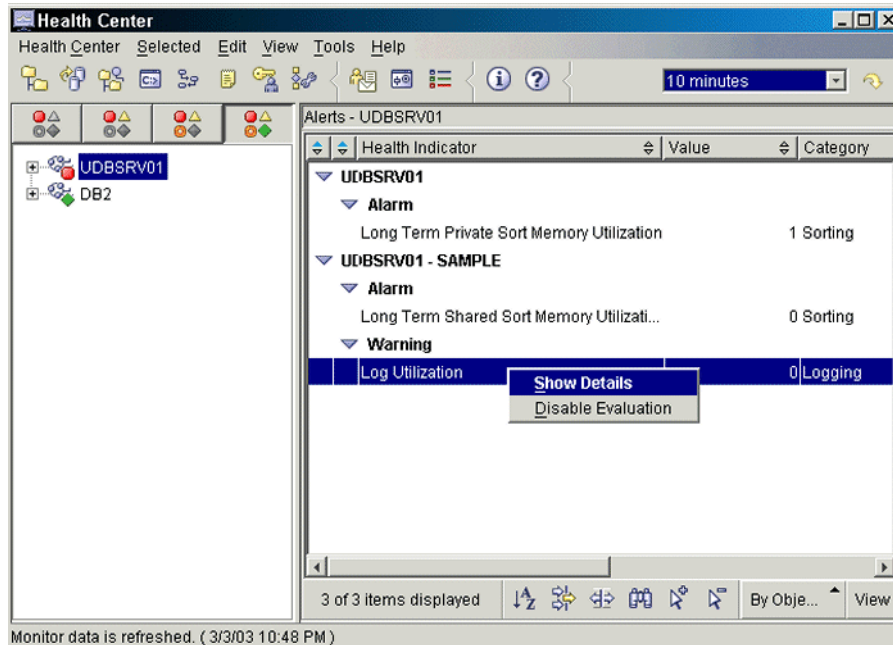 Health Center
Health Center Selected Edit View Tools Help
10 minutes
Alerts - UDBSRV01
Health Indicator Value Category
UDBSRV01
DB2
UDBSRV01
Alarm
Long Term Private Sort Memory Utilization 1 Sorting
UDBSRV01 - SAMPLE
Alarm
Long Term Shared Sort Memory Utilizati... 0 Sorting
Warning
Log Utilization 0 Logging
Show Details
Disable Evaluation
3 of 3 items displayed By Obje... View
Monitor data is refreshed. ( 3/3/03 10:48 PM )